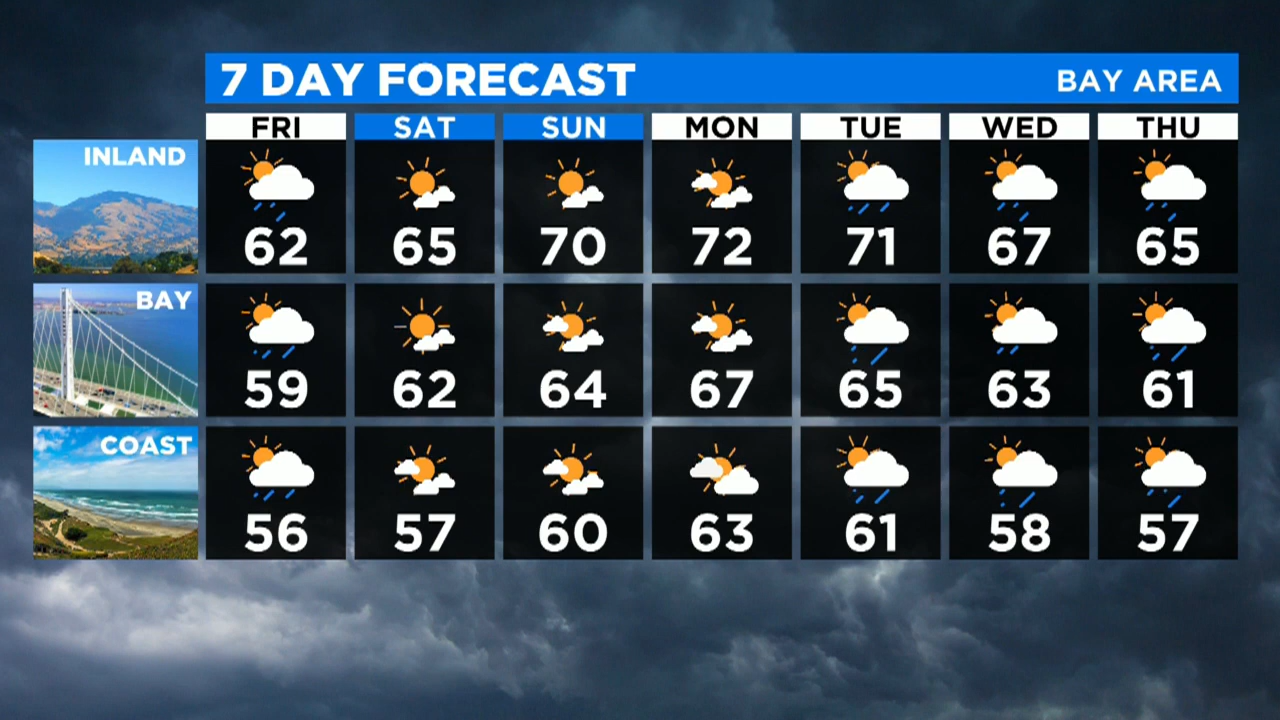 7 DAY FORECAST BAY AREA
FRI SAT SUN MON TUE WED THU
INLAND
62 65 70 72 71 67 65
BAY
59 62 64 67 65 63 61
COAST
56 57 60 63 61 58 57